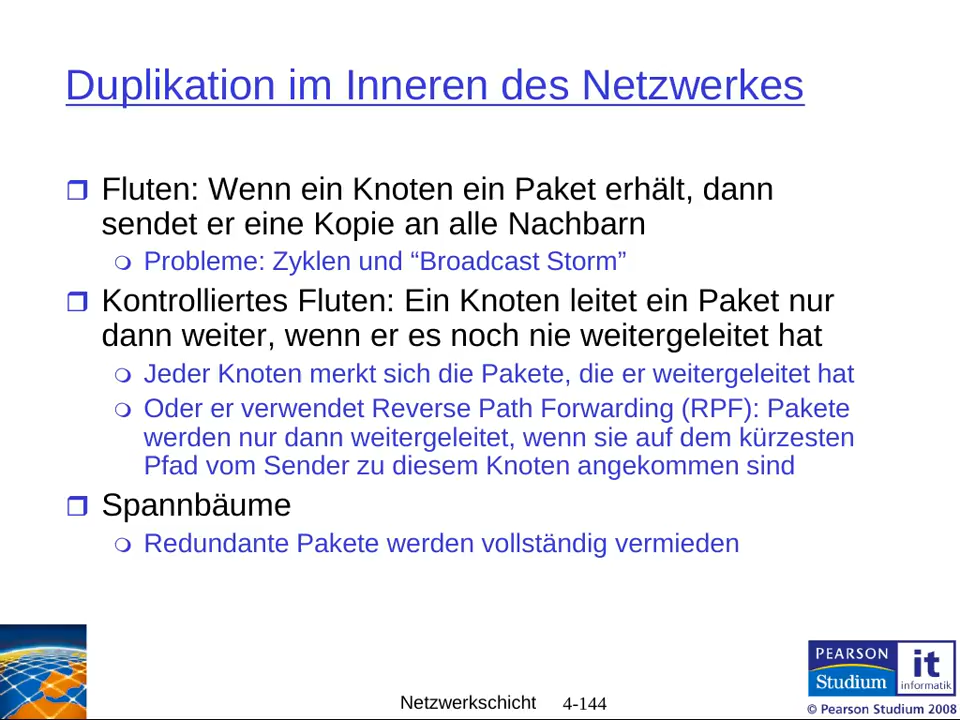 Duplikation im Inneren des Netzwerkes
Fluten: Wenn ein Knoten ein Paket erhält, dann
sendet er eine Kopie an alle Nachbarn
Probleme: Zyklen und “Broadcast Storm”
Kontrolliertes Fluten: Ein Knoten leitet ein Paket nur
dann weiter, wenn er es noch nie weitergeleitet hat
Jeder Knoten merkt sich die Pakete, die er weitergeleitet hat
Oder er verwendet Reverse Path Forwarding (RPF): Pakete
werden nur dann weitergeleitet, wenn sie auf dem kürzesten
Pfad vom Sender zu diesem Knoten angekommen sind
Spannbäume
Redundante Pakete werden vollständig vermieden
Netzwerkschicht 4-144
PEARSON
Studium
it
informatik
© Pearson Studium 2008